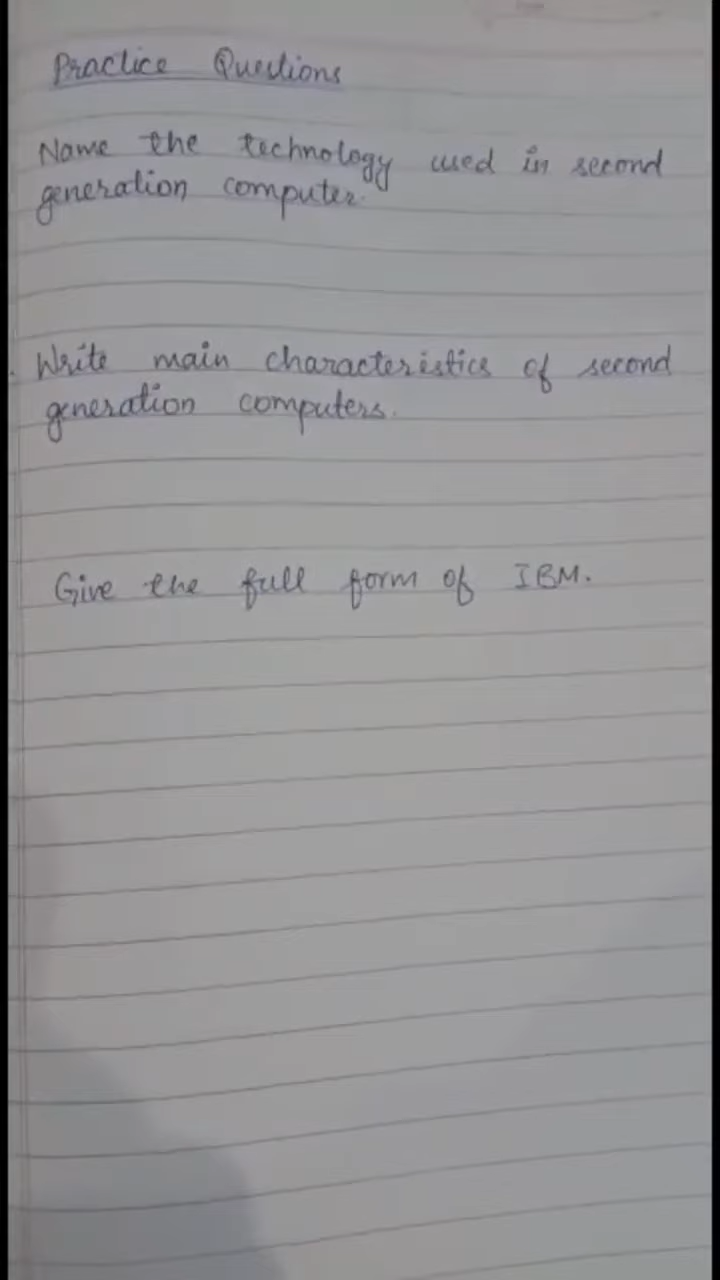 Practice Questions
Name the technology used in second
generation computer.
Write main characteristics of second
generation computers.
Give the full form of IBM.